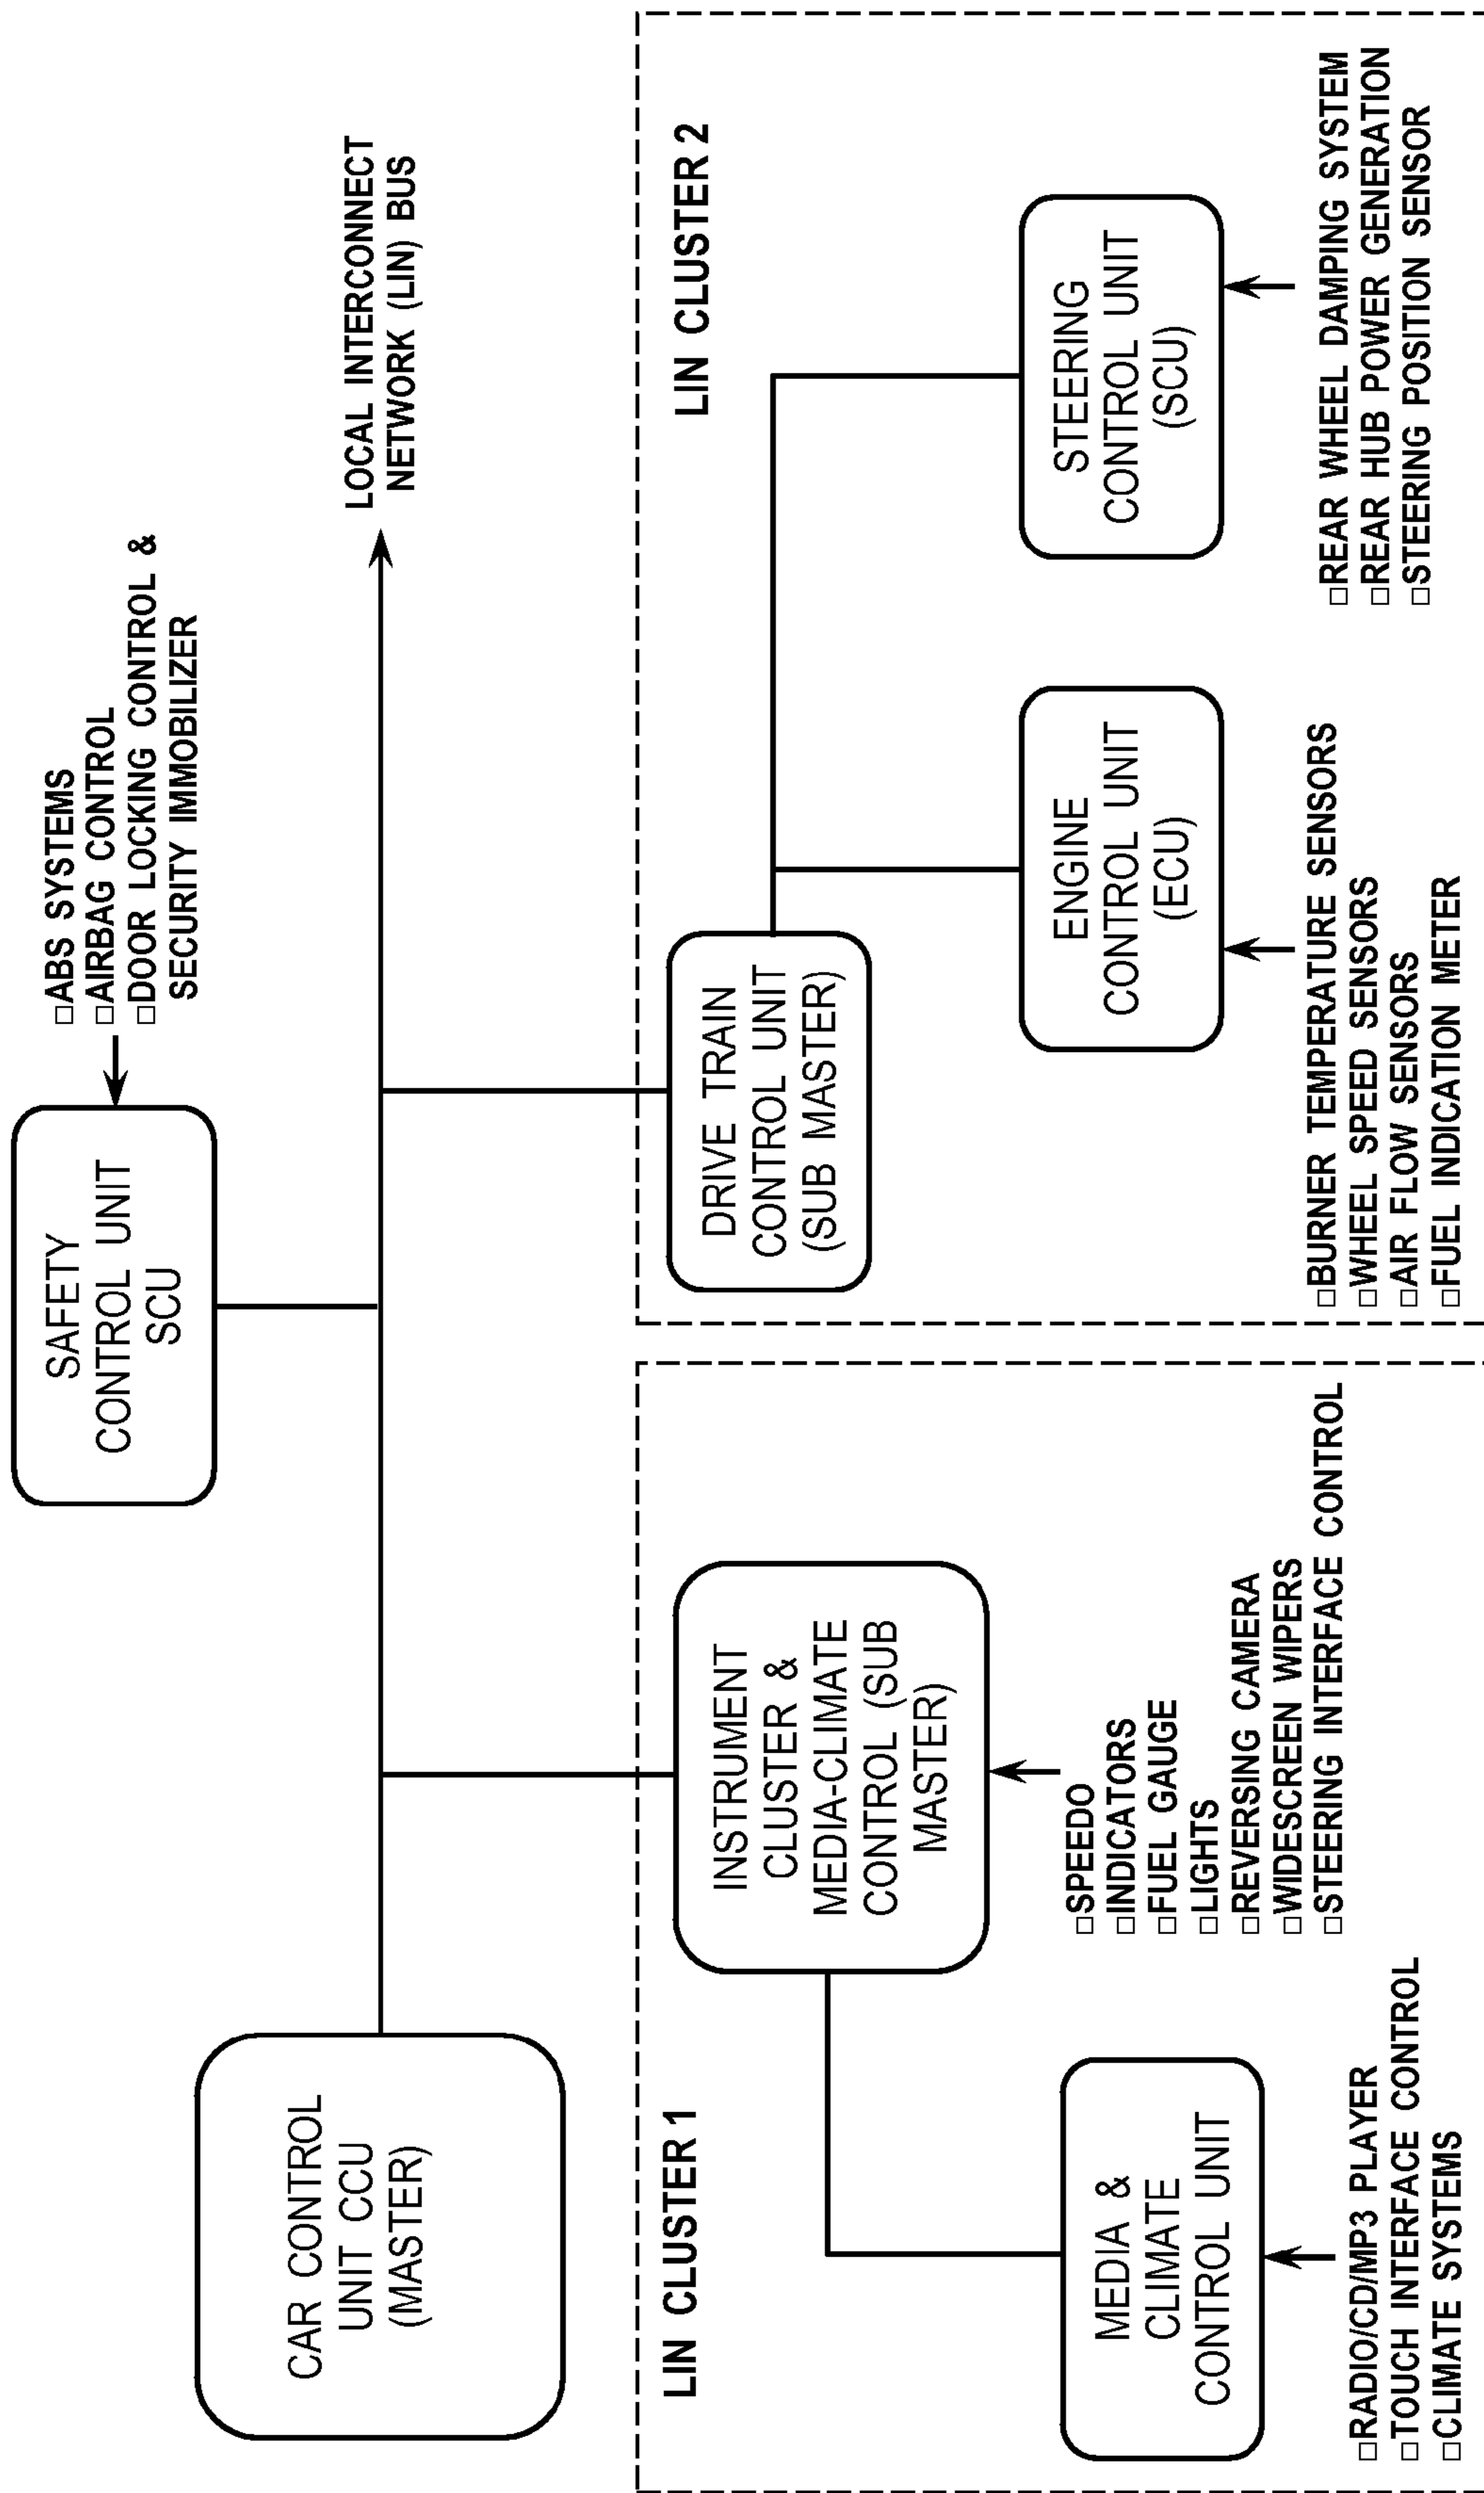 SAFETY
CONTROL UNIT
SCU
□ABS SYSTEMS
□AIRBAG CONTROL
□DOOR LOCKING CONTROL &
SECURITY IMMOBILIZER
CAR CONTROL
UNIT CCU
(MASTER)
LOCAL INTERCONNECT
NETWORK (LIN) BUS
LIN CLUSTER 1
INSTRUMENT
CLUSTER &
MEDIA-CLIMATE
CONTROL (SUB
MASTER)
□SPEEDO
□INDICATORS
□FUEL GAUGE
□LIGHTS
□REVERSING CAMERA
□WIDESCREEN WIPERS
□STEERING INTERFACE CONTROL
MEDIA &
CLIMATE
CONTROL UNIT
□RADIO/CD/MP3 PLAYER
□TOUCH INTERFACE CONTROL
□CLIMATE SYSTEMS
LIN CLUSTER 2
DRIVE TRAIN
CONTROL UNIT
(SUB MASTER)
ENGINE
CONTROL UNIT
(ECU)
□BURNER TEMPERATURE SENSORS
□WHEEL SPEED SENSORS
□AIR FLOW SENSORS
□FUEL INDICATION METER
STEERING
CONTROL UNIT
(SCU)
□REAR WHEEL DAMPING SYSTEM
□REAR HUB POWER GENERATION
□STEERING POSITION SENSOR